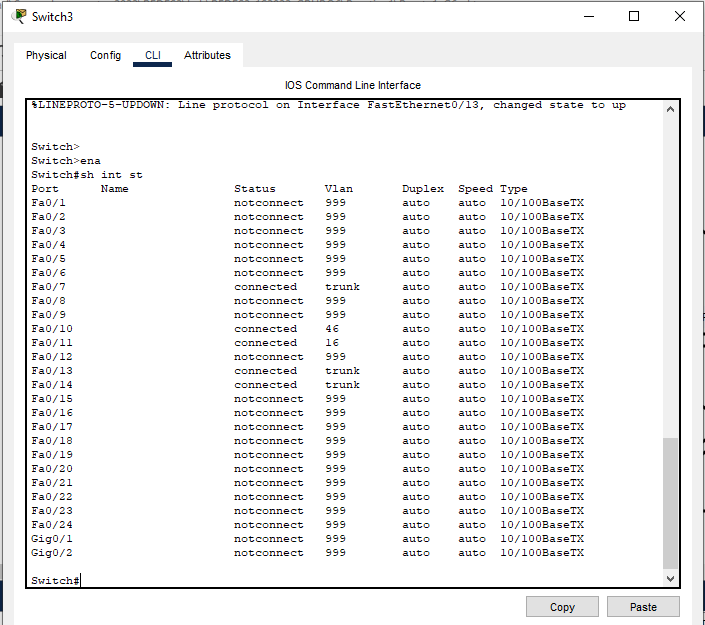 Switch3
Physical Config CLI Attributes
IOS Command Line Interface
%LINEPROTO-5-UPDOWN: Line protocol on Interface FastEthernet0/13, changed state to up
Switch>
Switch>ena
Switch#sh int st
Port Name Status Vlan Duplex Speed Type
Fa0/1 notconnect 999 auto auto 10/100BaseTX
Fa0/2 notconnect 999 auto auto 10/100BaseTX
Fa0/3 notconnect 999 auto auto 10/100BaseTX
Fa0/4 notconnect 999 auto auto 10/100BaseTX
Fa0/5 notconnect 999 auto auto 10/100BaseTX
Fa0/6 notconnect 999 auto auto 10/100BaseTX
Fa0/7 connected trunk auto auto 10/100BaseTX
Fa0/8 notconnect 999 auto auto 10/100BaseTX
Fa0/9 notconnect 999 auto auto 10/100BaseTX
Fa0/10 connected 46 auto auto 10/100BaseTX
Fa0/11 connected 16 auto auto 10/100BaseTX
Fa0/12 notconnect 999 auto auto 10/100BaseTX
Fa0/13 connected trunk auto auto 10/100BaseTX
Fa0/14 connected trunk auto auto 10/100BaseTX
Fa0/15 notconnect 999 auto auto 10/100BaseTX
Fa0/16 notconnect 999 auto auto 10/100BaseTX
Fa0/17 notconnect 999 auto auto 10/100BaseTX
Fa0/18 notconnect 999 auto auto 10/100BaseTX
Fa0/19 notconnect 999 auto auto 10/100BaseTX
Fa0/20 notconnect 999 auto auto 10/100BaseTX
Fa0/21 notconnect 999 auto auto 10/100BaseTX
Fa0/22 notconnect 999 auto auto 10/100BaseTX
Fa0/23 notconnect 999 auto auto 10/100BaseTX
Fa0/24 notconnect 999 auto auto 10/100BaseTX
Gig0/1 notconnect 999 auto auto 10/100BaseTX
Gig0/2 notconnect 999 auto auto 10/100BaseTX
Switch#
Copy Paste